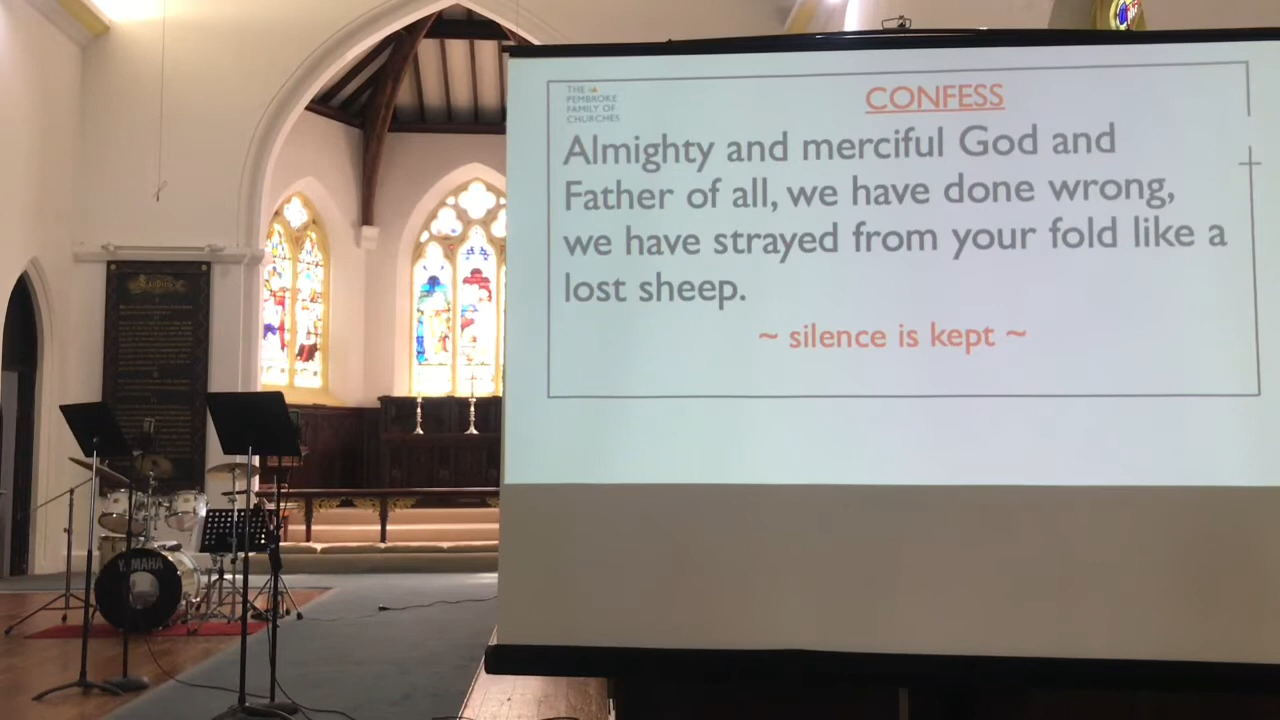 THE
PEMBROKE
FAMILY OF
CHURCHES
CONFESS
Almighty and merciful God and
Father of all, we have done wrong,
we have strayed from your fold like a
lost sheep.
~ silence is kept ~
YAMAHA